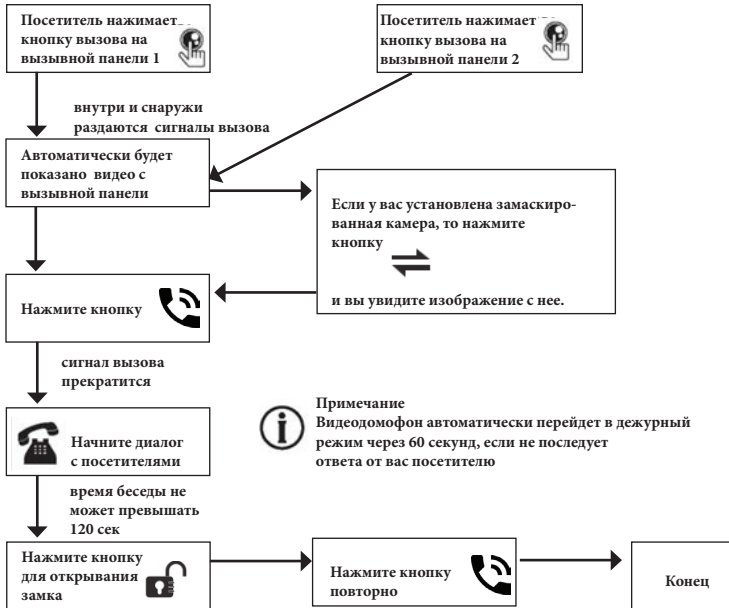 Посетитель нажимает
кнопку вызова на
вызывной панели 1
Посетитель нажимает
кнопку вызова на
вызывной панели 2
внутри и снаружи
раздаются сигналы вызова
Автоматически будет
показано видео с
вызывной панели
Если у вас установлена замаскиро-
ванная камера, то нажмите
кнопку
и вы увидите изображение с нее.
Нажмите кнопку
сигнал вызова
прекратится
Примечание
Видеодомофон автоматически перейдет в дежурный
режим через 60 секунд, если не последует
ответа от вас посетителю
Начните диалог
с посетителями
время беседы не
может превышать
120 сек
Нажмите кнопку
для открывания
замка
Нажмите кнопку
повторно
Конец